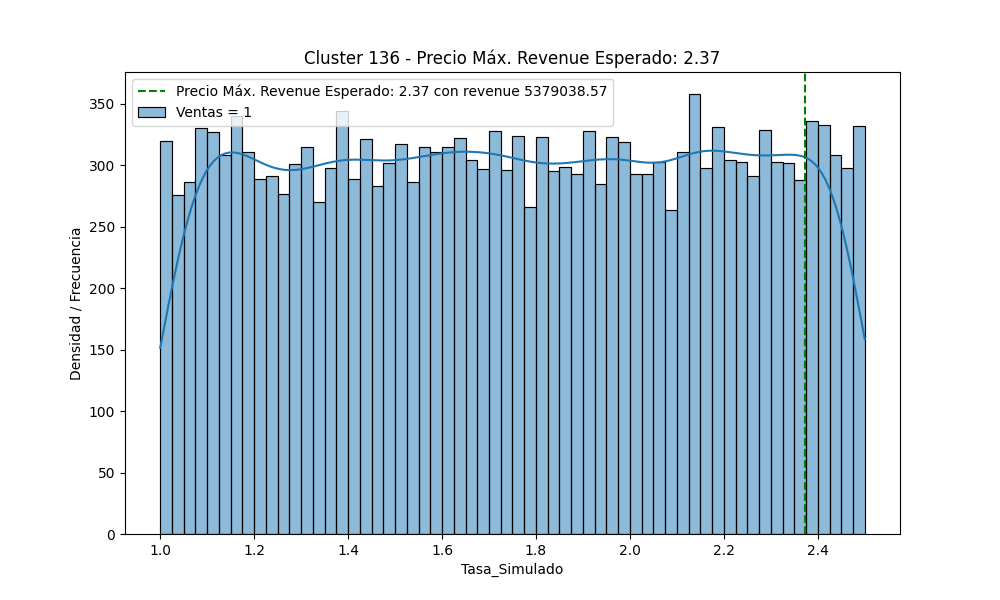 Cluster 136 - Precio Máx. Revenue Esperado: 2.37
Precio Máx. Revenue Esperado: 2.37 con revenue 5379038.57
Ventas = 1
350
300
250
200
150
100
50
0
Densidad / Frecuencia
1.0 1.2 1.4 1.6 1.8 2.0 2.2 2.4
Tasa_Simulado